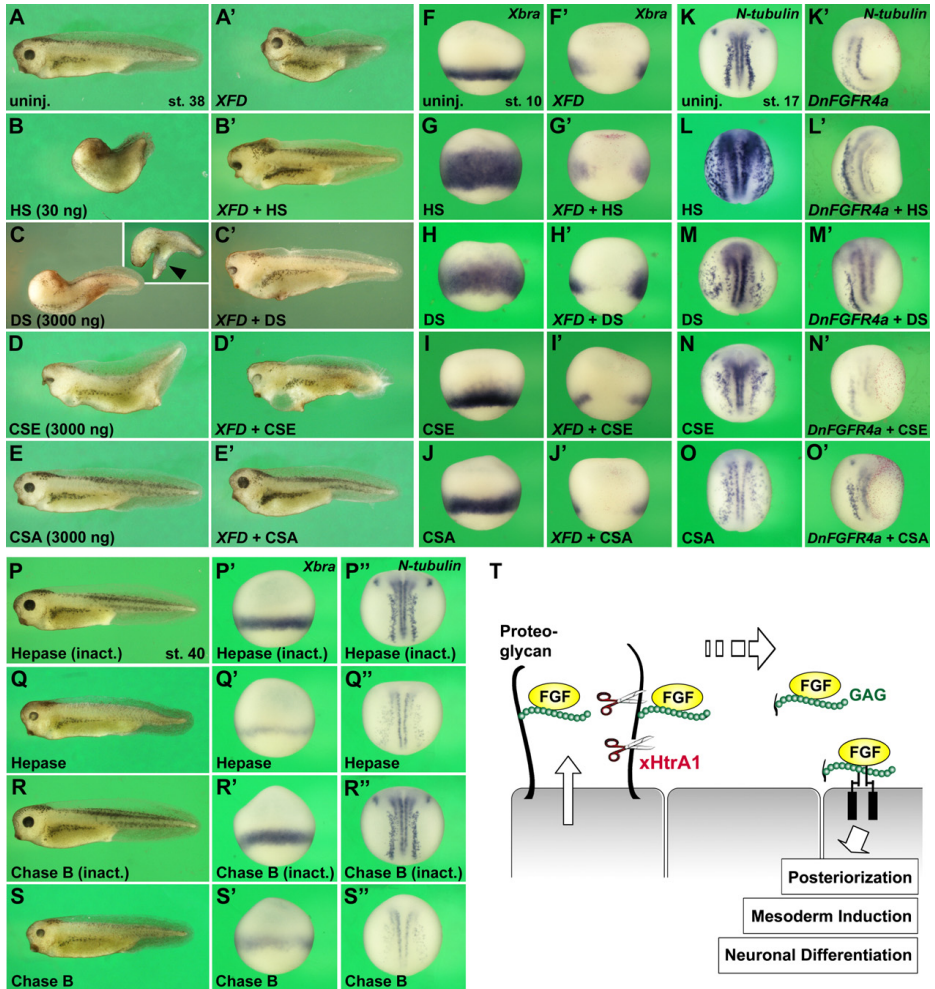 A
uninj. st. 38
A’
XFD
B
HS (30 ng)
B’
XFD + HS
C
DS (3000 ng)
C’
XFD + DS
D
CSE (3000 ng)
D’
XFD + CSE
E
CSA (3000 ng)
E’
XFD + CSA
F Xbra
uninj. st. 10
F’ Xbra
XFD
G
HS
G’
XFD + HS
H
DS
H’
XFD + DS
I
CSE
I’
XFD + CSE
J
CSA
J’
XFD + CSA
K N-tubulin
uninj. st. 17
K’ N-tubulin
DnFGFR4a
L
HS
L’
DnFGFR4a + HS
M
DS
M’
DnFGFR4a + DS
N
CSE
N’
DnFGFR4a + CSE
O
CSA
O’
DnFGFR4a + CSA
P
Hepase (inact.) st. 40
P’ Xbra
Hepase (inact.)
P’’ N-tubulin
Hepase (inact.)
Q
Hepase
Q’
Hepase
Q’’
Hepase
R
Chase B (inact.)
R’
Chase B (inact.)
R’’
Chase B (inact.)
S
Chase B
S’
Chase B
S’’
Chase B
T
Proteo-
glycan
FGF
FGF
FGF
GAG
xHtrA1
FGF
Posteriorization
Mesoderm Induction
Neuronal Differentiation